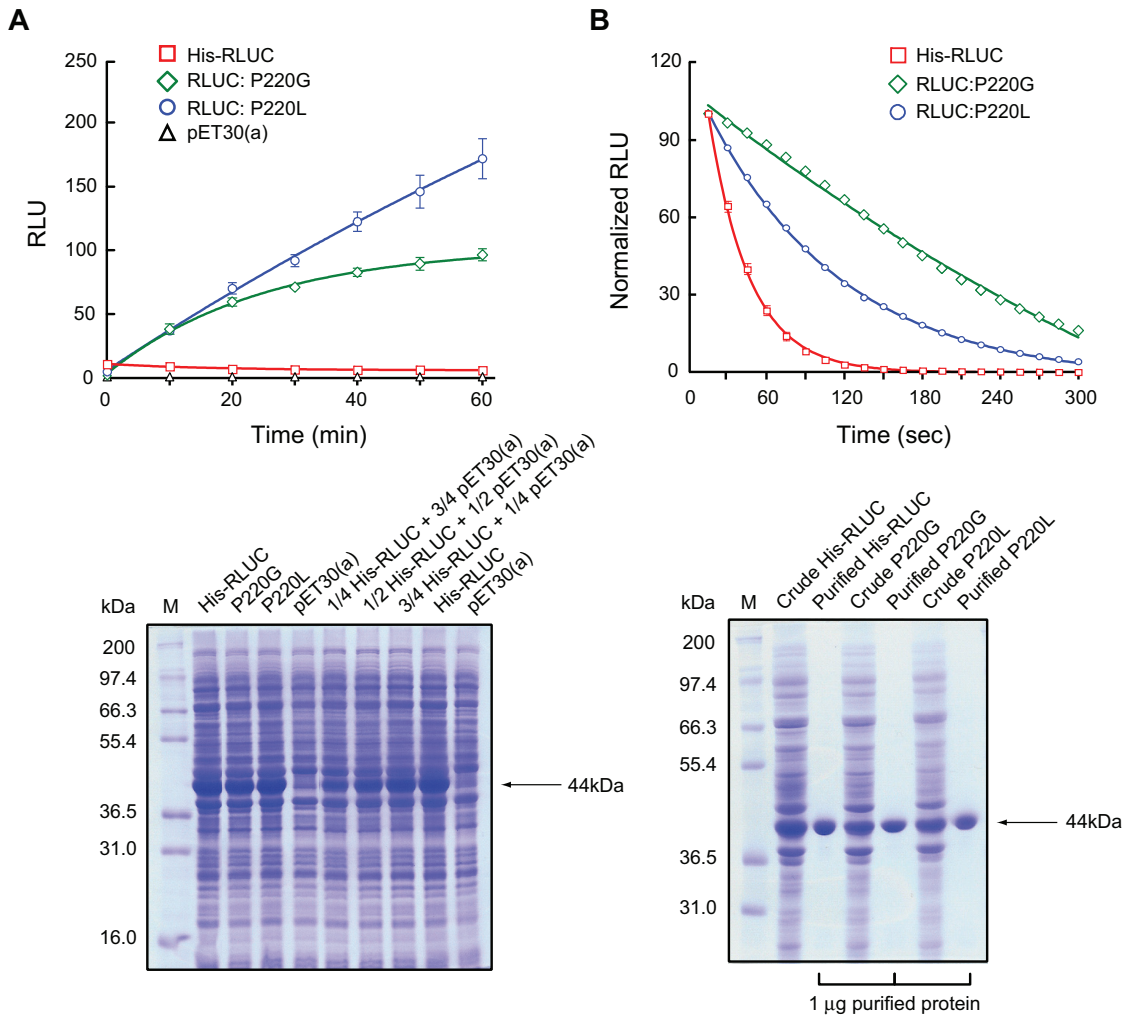 A
His-RLUC
RLUC: P220G
RLUC: P220L
pET30(a)
250
200
150
100
50
0
RLU
0
20
40
60
Time (min)
B
His-RLUC
RLUC:P220G
RLUC:P220L
120
90
60
30
0
Normalized RLU
0
60
120
180
240
300
Time (sec)
kDa
M
His-RLUC
P220G
P220L
pET30(a)
1/4 His-RLUC + 3/4 pET30(a)
1/2 His-RLUC + 1/2 pET30(a)
3/4 His-RLUC + 1/4 pET30(a)
His-RLUC
pET30(a)
200
97.4
66.3
55.4
36.5
31.0
16.0
44kDa
kDa
M
Crude His-RLUC
Purified His-RLUC
Crude P220G
Purified P220G
Crude P220L
Purified P220L
200
97.4
66.3
55.4
36.5
31.0
44kDa
1 µg purified protein